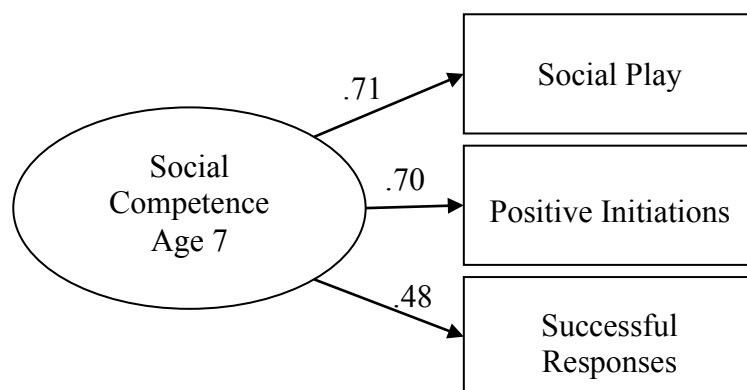 Social
Competence
Age 7
.71
Social Play
.70
Positive Initiations
.48
Successful
Responses